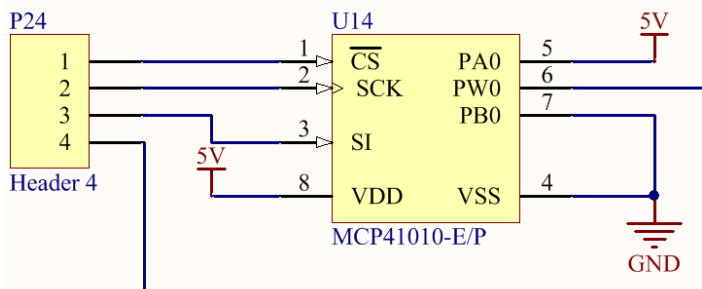 P24
U14
5V
1
1
CS
PA0
5
2
2
SCK
PW0
6
3
PB0
7
4
3
SI
5V
8
VDD
VSS
4
Header 4
MCP41010-E/P
GND